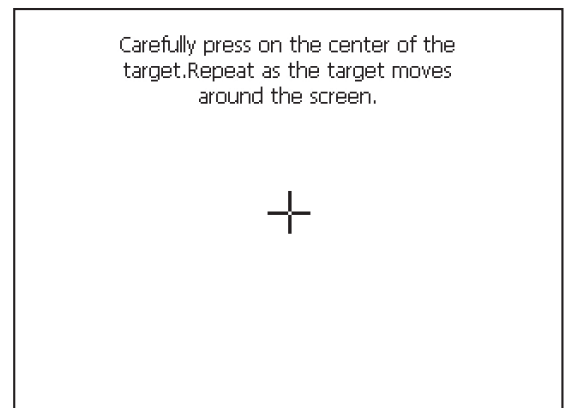 Carefully press on the center of the
target.Repeat as the target moves
around the screen.